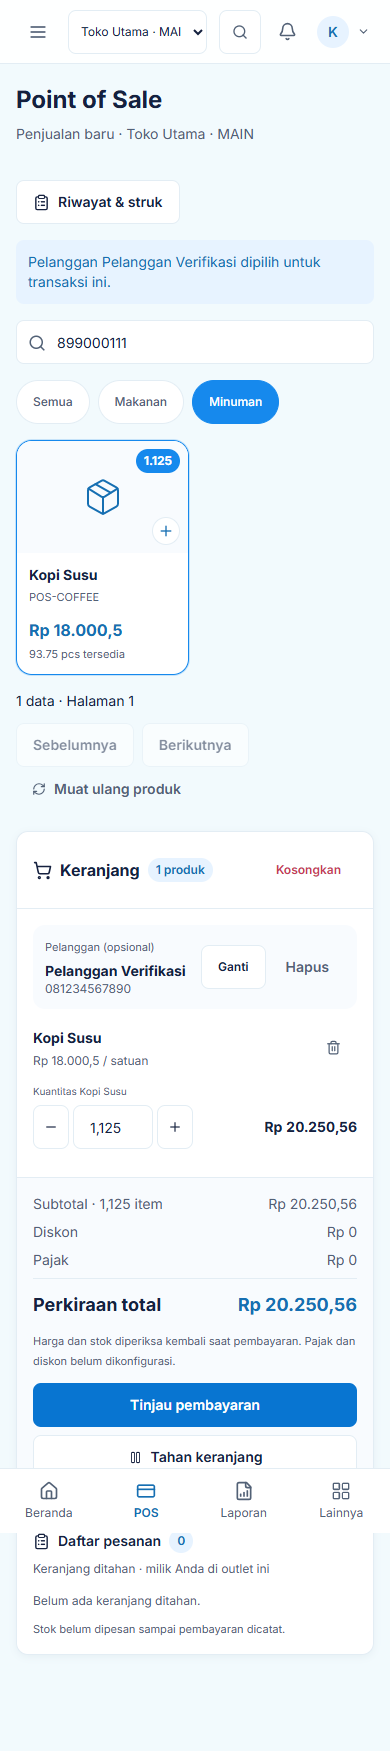 Toko Utama · MAI
K
Point of Sale
Penjualan baru · Toko Utama · MAIN
Riwayat & struk
Pelanggan Pelanggan Verifikasi dipilih untuk
transaksi ini.
899000111
Semua
Makanan
Minuman
1.125
Kopi Susu
POS-COFFEE
Rp 18.000,5
93.75 pcs tersedia
1 data · Halaman 1
Sebelumnya
Berikutnya
Muat ulang produk
Keranjang
1 produk
Kosongkan
Pelanggan (opsional)
Pelanggan Verifikasi
081234567890
Ganti
Hapus
Kopi Susu
Rp 18.000,5 / satuan
Kuantitas Kopi Susu
1,125
Rp 20.250,56
Subtotal · 1,125 item
Rp 20.250,56
Diskon
Rp 0
Pajak
Rp 0
Perkiraan total
Rp 20.250,56
Harga dan stok diperiksa kembali saat pembayaran. Pajak dan
diskon belum dikonfigurasi.
Tinjau pembayaran
Tahan keranjang
Beranda
POS
Laporan
Lainnya
Daftar pesanan
0
Keranjang ditahan · milik Anda di outlet ini
Belum ada keranjang ditahan.
Stok belum dipesan sampai pembayaran dicatat.